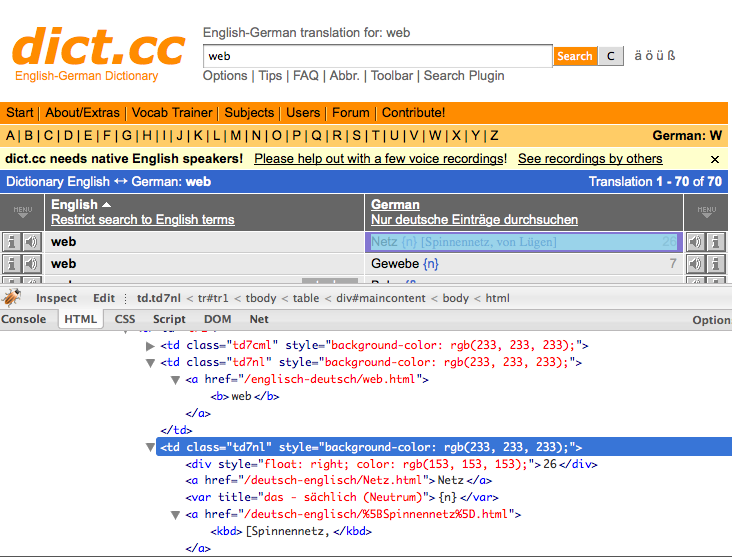 dict.cc
English-German Dictionary
English-German translation for: web
web Search C ä ö ü ß
Options | Tips | FAQ | Abbr. | Toolbar | Search Plugin
Start | About/Extras | Vocab Trainer | Subjects | Users | Forum | Contribute!
A | B | C | D | E | F | G | H | I | J | K | L | M | N | O | P | Q | R | S | T | U | V | W | X | Y | Z German: W
dict.cc needs native English speakers! Please help out with a few voice recordings! See recordings by others ×
Dictionary English ↔ German: web Translation 1 - 70 of 70
MENU English German MENU
Restrict search to English terms Nur deutsche Einträge durchsuchen
web Netz {n} [Spinnennetz, von Lügen] 26
web Gewebe {n} 7
Inspect Edit td.td7nl < tr#tr1 < tbody < table < div#maincontent < body < html
Console HTML CSS Script DOM Net Option
<td class="td7cml" style="background-color: rgb(233, 233, 233);">
<td class="td7nl" style="background-color: rgb(233, 233, 233);">
<a href="/englisch-deutsch/web.html">
<b>web</b>
</a>
</td>
<td class="td7nl" style="background-color: rgb(233, 233, 233);">
<div style="float: right; color: rgb(153, 153, 153);">26</div>
<a href="/deutsch-englisch/Netz.html">Netz</a>
<var title="das - sächlich (Neutrum)">{n}</var>
<a href="/deutsch-englisch/%5BSpinnennetz%5D.html">
<kbd>[Spinnennetz,</kbd>
</a>